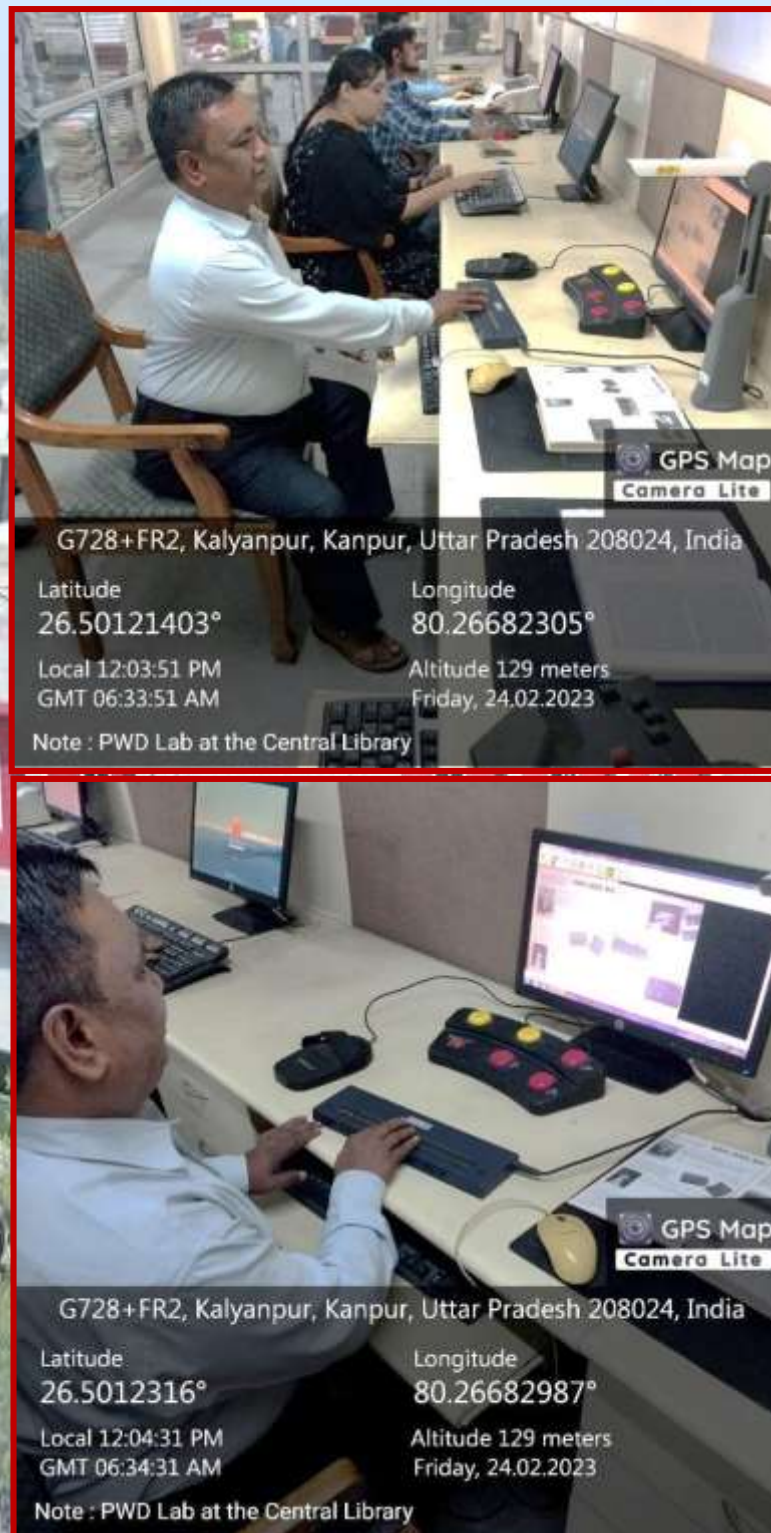 GPS Map
Camera Lite
G728+FR2, Kalyanpur, Kanpur, Uttar Pradesh 208024, India
Latitude
26.50121403°
Longitude
80.26682305°
Local 12:03:51 PM
GMT 06:33:51 AM
Altitude 129 meters
Friday, 24.02.2023
Note : PWD Lab at the Central Library
GPS Map
Camera Lite
G728+FR2, Kalyanpur, Kanpur, Uttar Pradesh 208024, India
Latitude
26.5012316°
Longitude
80.26682987°
Local 12:04:31 PM
GMT 06:34:31 AM
Altitude 129 meters
Friday, 24.02.2023
Note : PWD Lab at the Central Library